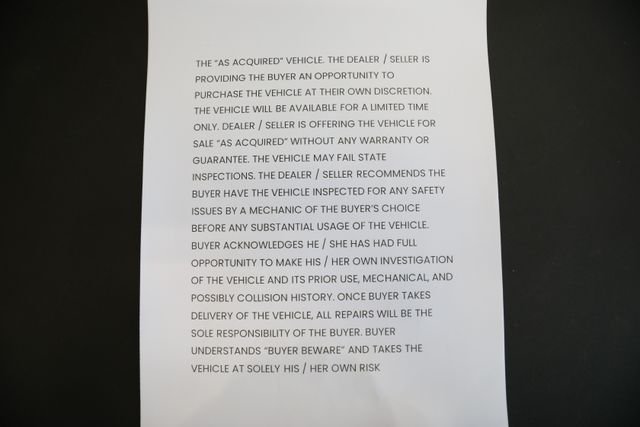 THE “AS ACQUIRED” VEHICLE. THE DEALER / SELLER IS
PROVIDING THE BUYER AN OPPORTUNITY TO
PURCHASE THE VEHICLE AT THEIR OWN DISCRETION.
THE VEHICLE WILL BE AVAILABLE FOR A LIMITED TIME
ONLY. DEALER / SELLER IS OFFERING THE VEHICLE FOR
SALE “AS ACQUIRED” WITHOUT ANY WARRANTY OR
GUARANTEE. THE VEHICLE MAY FAIL STATE
INSPECTIONS. THE DEALER / SELLER RECOMMENDS THE
BUYER HAVE THE VEHICLE INSPECTED FOR ANY SAFETY
ISSUES BY A MECHANIC OF THE BUYER’S CHOICE
BEFORE ANY SUBSTANTIAL USAGE OF THE VEHICLE.
BUYER ACKNOWLEDGES HE / SHE HAS HAD FULL
OPPORTUNITY TO MAKE HIS / HER OWN INVESTIGATION
OF THE VEHICLE AND ITS PRIOR USE, MECHANICAL, AND
POSSIBLY COLLISION HISTORY. ONCE BUYER TAKES
DELIVERY OF THE VEHICLE, ALL REPAIRS WILL BE THE
SOLE RESPONSIBILITY OF THE BUYER. BUYER
UNDERSTANDS “BUYER BEWARE” AND TAKES THE
VEHICLE AT SOLELY HIS / HER OWN RISK